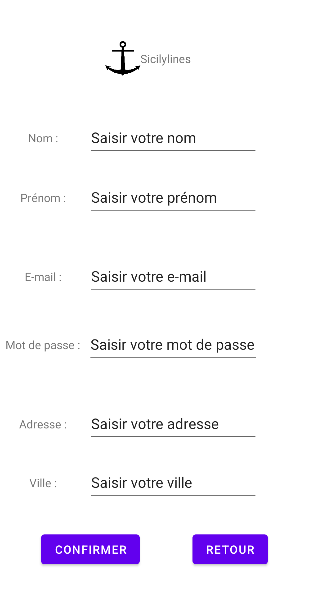 Sicilylines
Nom : Saisir votre nom
Prénom : Saisir votre prénom
E-mail : Saisir votre e-mail
Mot de passe : Saisir votre mot de passe
Adresse : Saisir votre adresse
Ville : Saisir votre ville
CONFIRMER RETOUR